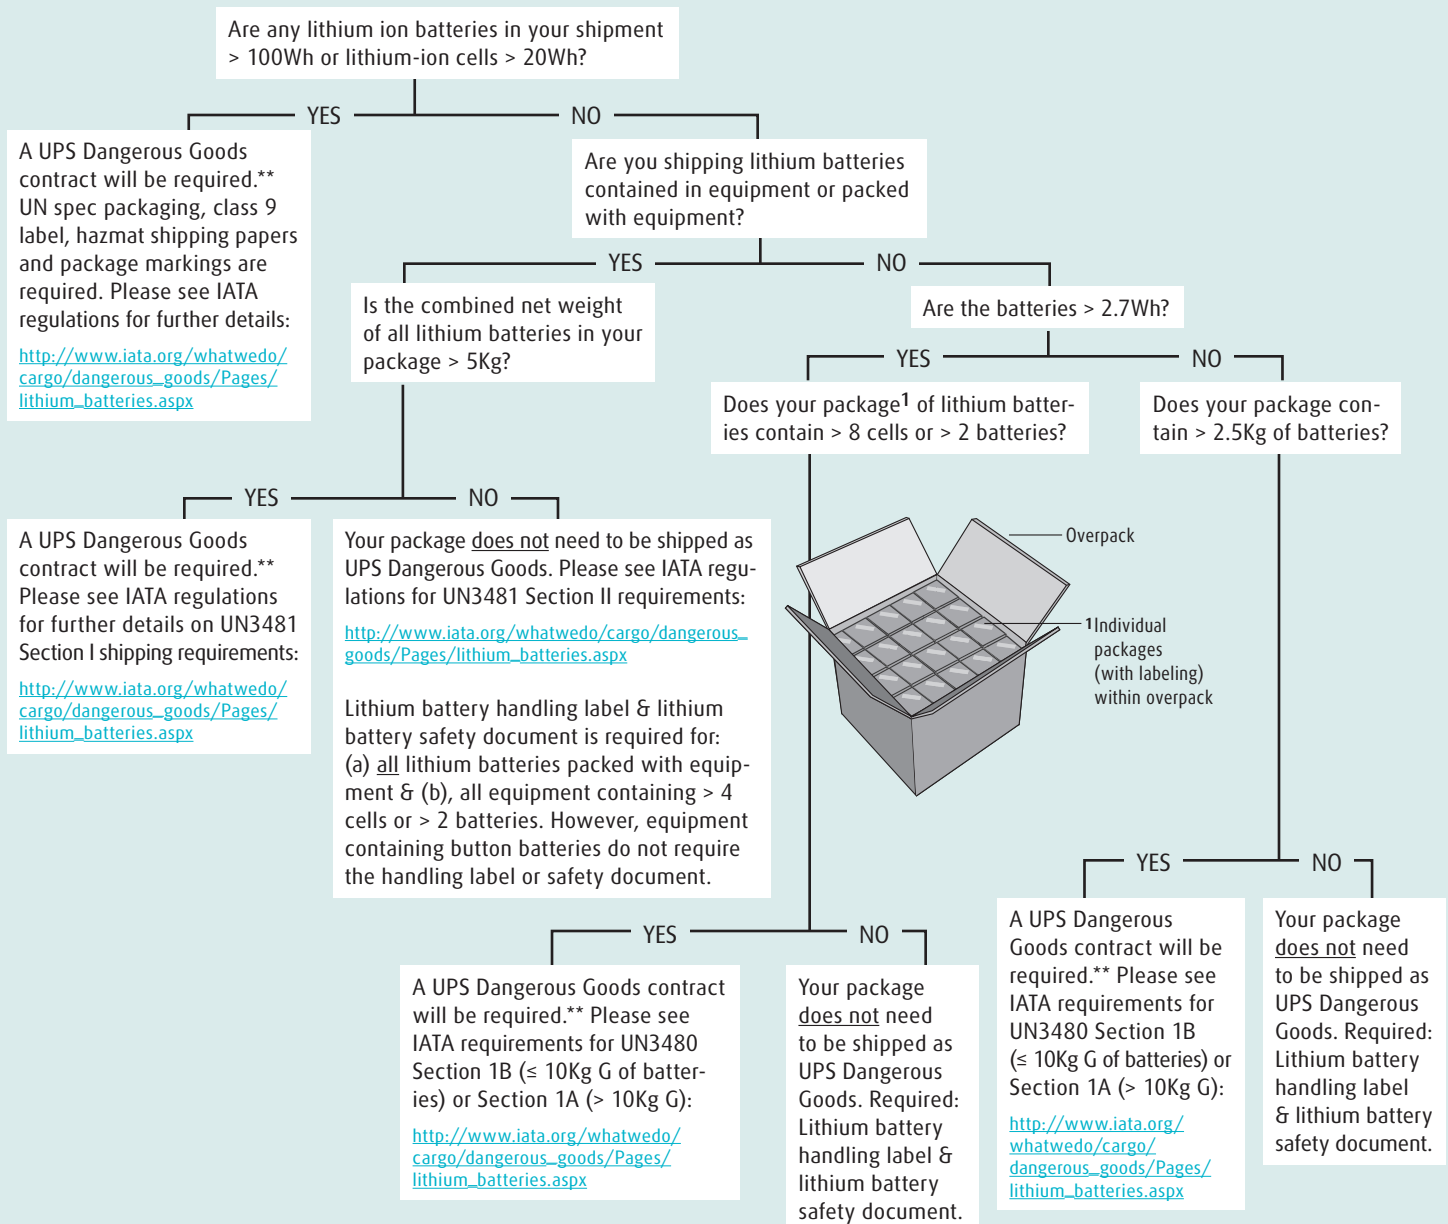 Are any lithium ion batteries in your shipment
> 100Wh or lithium-ion cells > 20Wh?
YES
NO
A UPS Dangerous Goods
contract will be required.**
UN spec packaging, class 9
label, hazmat shipping papers
and package markings are
required. Please see IATA
regulations for further details:
http://www.iata.org/whatwedo/
cargo/dangerous_goods/Pages/
lithium_batteries.aspx
Are you shipping lithium batteries
contained in equipment or packed
with equipment?
YES
NO
Is the combined net weight
of all lithium batteries in your
package > 5Kg?
Are the batteries > 2.7Wh?
YES
NO
Does your package1 of lithium batter-
ies contain > 8 cells or > 2 batteries?
Does your package con-
tain > 2.5Kg of batteries?
YES
NO
A UPS Dangerous Goods
contract will be required.**
Please see IATA regulations
for further details on UN3481
Section I shipping requirements:
http://www.iata.org/whatwedo/
cargo/dangerous_goods/Pages/
lithium_batteries.aspx
Your package does not need to be shipped as
UPS Dangerous Goods. Please see IATA regu-
lations for UN3481 Section II requirements:
http://www.iata.org/whatwedo/cargo/dangerous_
goods/Pages/lithium_batteries.aspx
Lithium battery handling label & lithium
battery safety document is required for:
(a) all lithium batteries packed with equip-
ment & (b), all equipment containing > 4
cells or > 2 batteries. However, equipment
containing button batteries do not require
the handling label or safety document.
Overpack
1Individual
packages
(with labeling)
within overpack
YES
NO
A UPS Dangerous Goods contract
will be required.** Please see
IATA requirements for UN3480
Section 1B (≤ 10Kg G of batter-
ies) or Section 1A (> 10Kg G):
http://www.iata.org/whatwedo/
cargo/dangerous_goods/Pages/
lithium_batteries.aspx
Your package
does not need
to be shipped as
UPS Dangerous
Goods. Required:
Lithium battery
handling label &
lithium battery
safety document.
YES
NO
A UPS Dangerous
Goods contract will be
required.** Please see
IATA requirements for
UN3480 Section 1B
(≤ 10Kg G of batteries) or
Section 1A (> 10Kg G):
http://www.iata.org/
whatwedo/cargo/
dangerous_goods/Pages/
lithium_batteries.aspx
Your package
does not need
to be shipped as
UPS Dangerous
Goods. Required:
Lithium battery
handling label
& lithium battery
safety document.